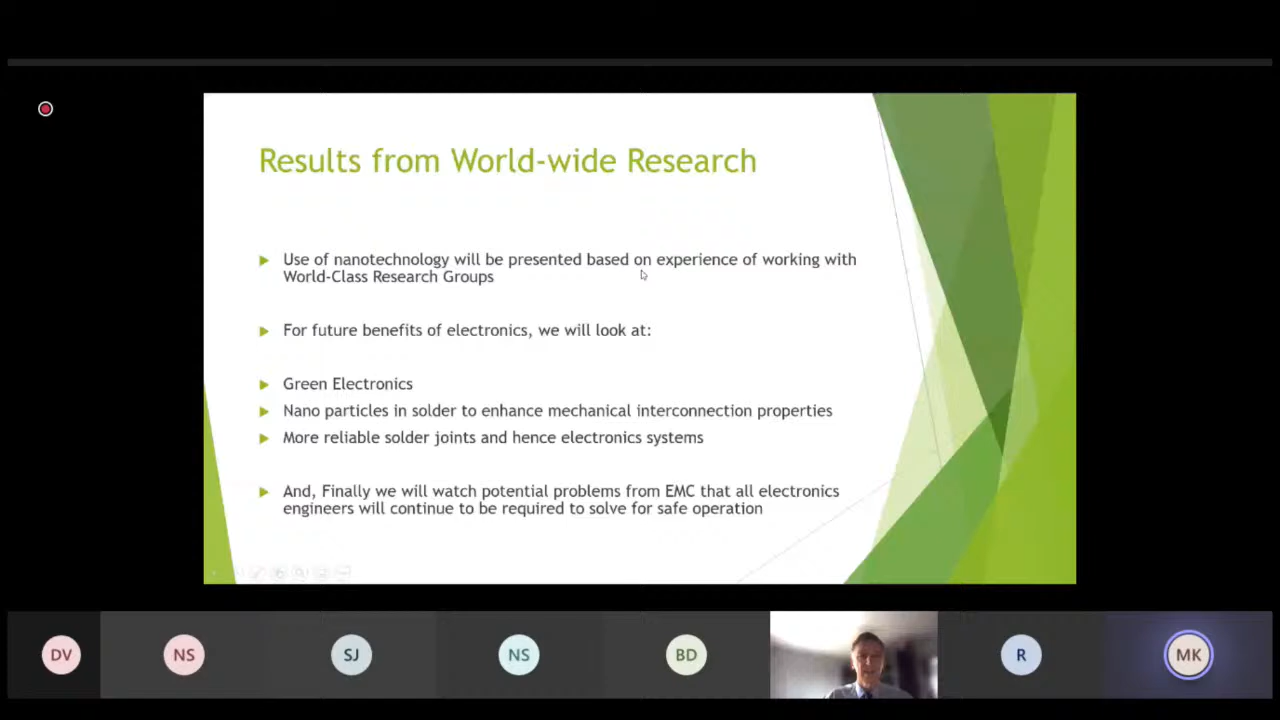 Results from World-wide Research
Use of nanotechnology will be presented based on experience of working with
World-Class Research Groups
For future benefits of electronics, we will look at:
Green Electronics
Nano particles in solder to enhance mechanical interconnection properties
More reliable solder joints and hence electronics systems
And, Finally we will watch potential problems from EMC that all electronics
engineers will continue to be required to solve for safe operation
DV
NS
SJ
NS
BD
R
MK